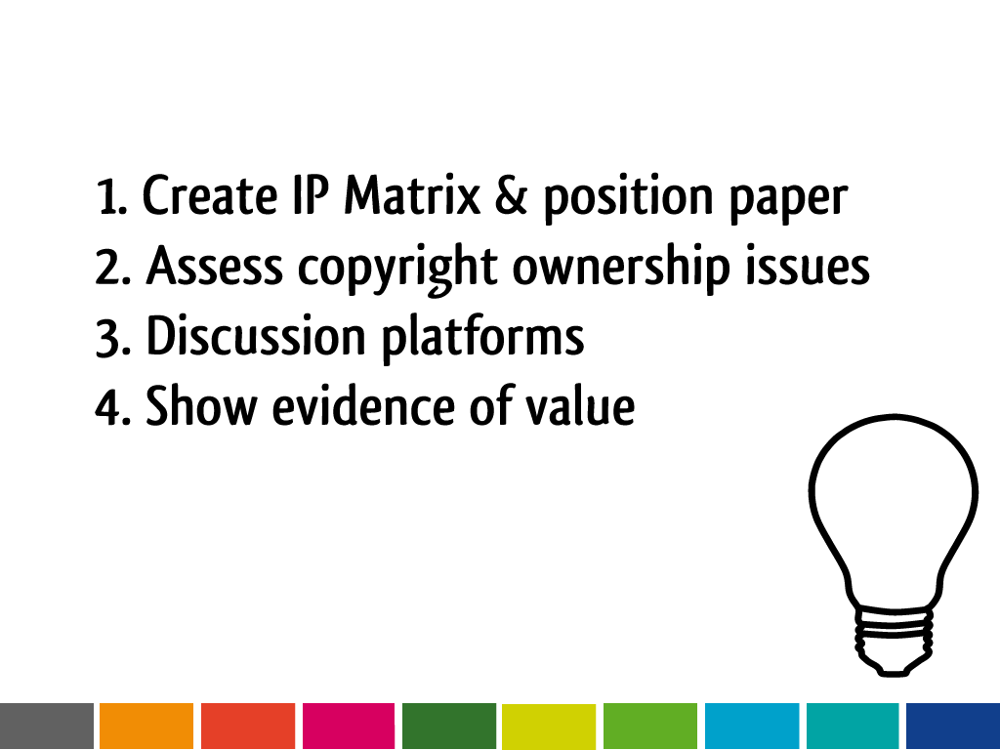 1. Create IP Matrix & position paper
2. Assess copyright ownership issues
3. Discussion platforms
4. Show evidence of value